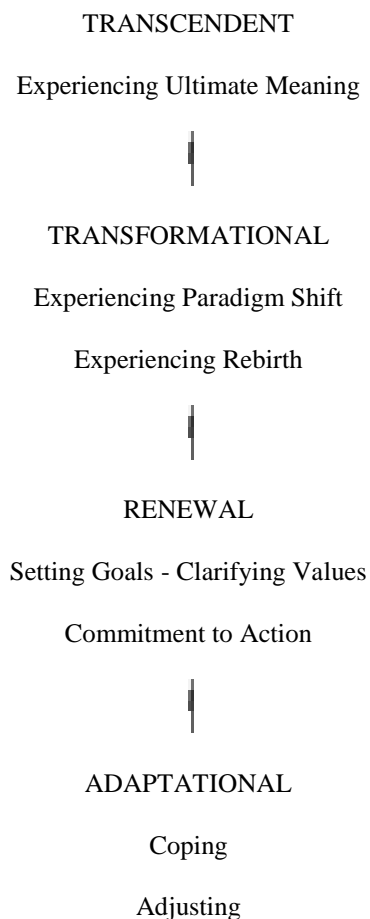 TRANSCENDENT
Experiencing Ultimate Meaning
TRANSFORMATIONAL
Experiencing Paradigm Shift
Experiencing Rebirth
RENEWAL
Setting Goals - Clarifying Values
Commitment to Action
ADAPTATIONAL
Coping
Adjusting